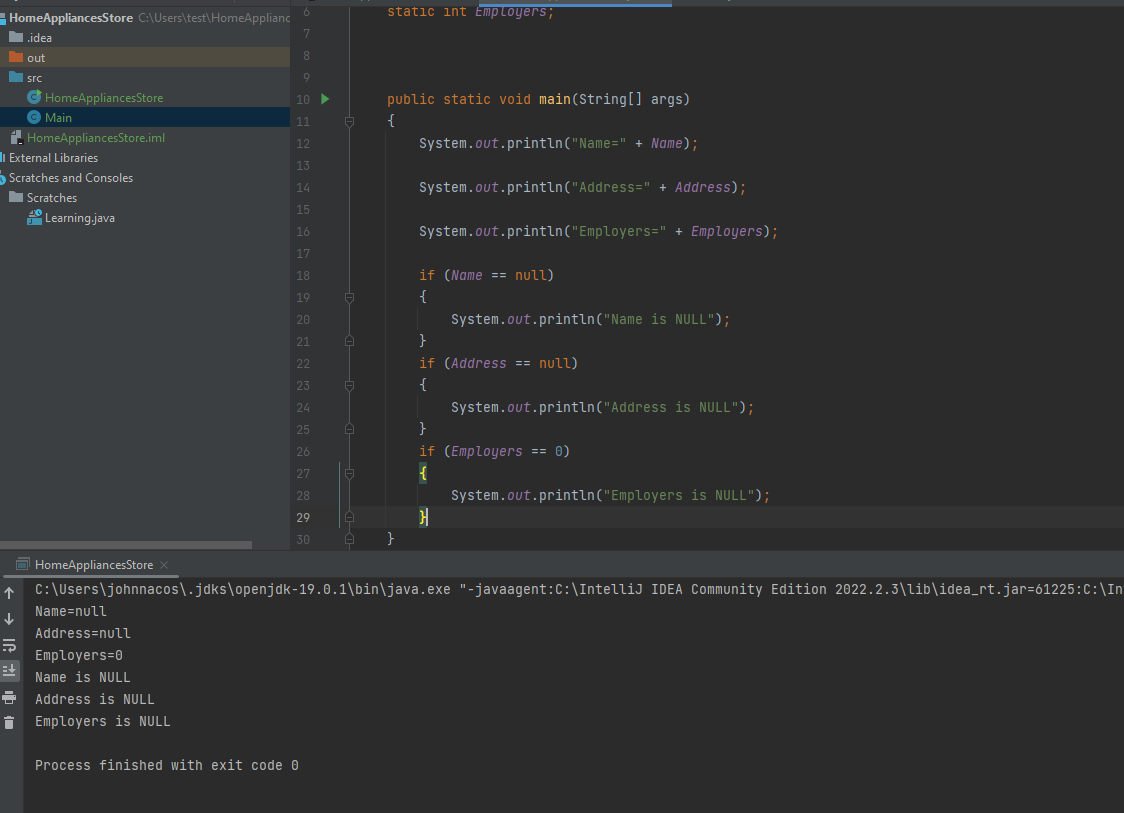 HomeAppliancesStore C:\Users\test\HomeApplianc
.idea
out
src
HomeAppliancesStore
Main
HomeAppliancesStore.iml
External Libraries
Scratches and Consoles
Scratches
Learning.java
6 static int Employers;
7
8
9
10 public static void main(String[] args)
11 {
12 System.out.println("Name=" + Name);
13
14 System.out.println("Address=" + Address);
15
16 System.out.println("Employers=" + Employers);
17
18 if (Name == null)
19 {
20 System.out.println("Name is NULL");
21 }
22 if (Address == null)
23 {
24 System.out.println("Address is NULL");
25 }
26 if (Employers == 0)
27 {
28 System.out.println("Employers is NULL");
29 }
30 }
HomeAppliancesStore
C:\Users\johnnacos\.jdks\openjdk-19.0.1\bin\java.exe "-javaagent:C:\IntelliJ IDEA Community Edition 2022.2.3\lib\idea_rt.jar=61225:C:\In
Name=null
Address=null
Employers=0
Name is NULL
Address is NULL
Employers is NULL
Process finished with exit code 0